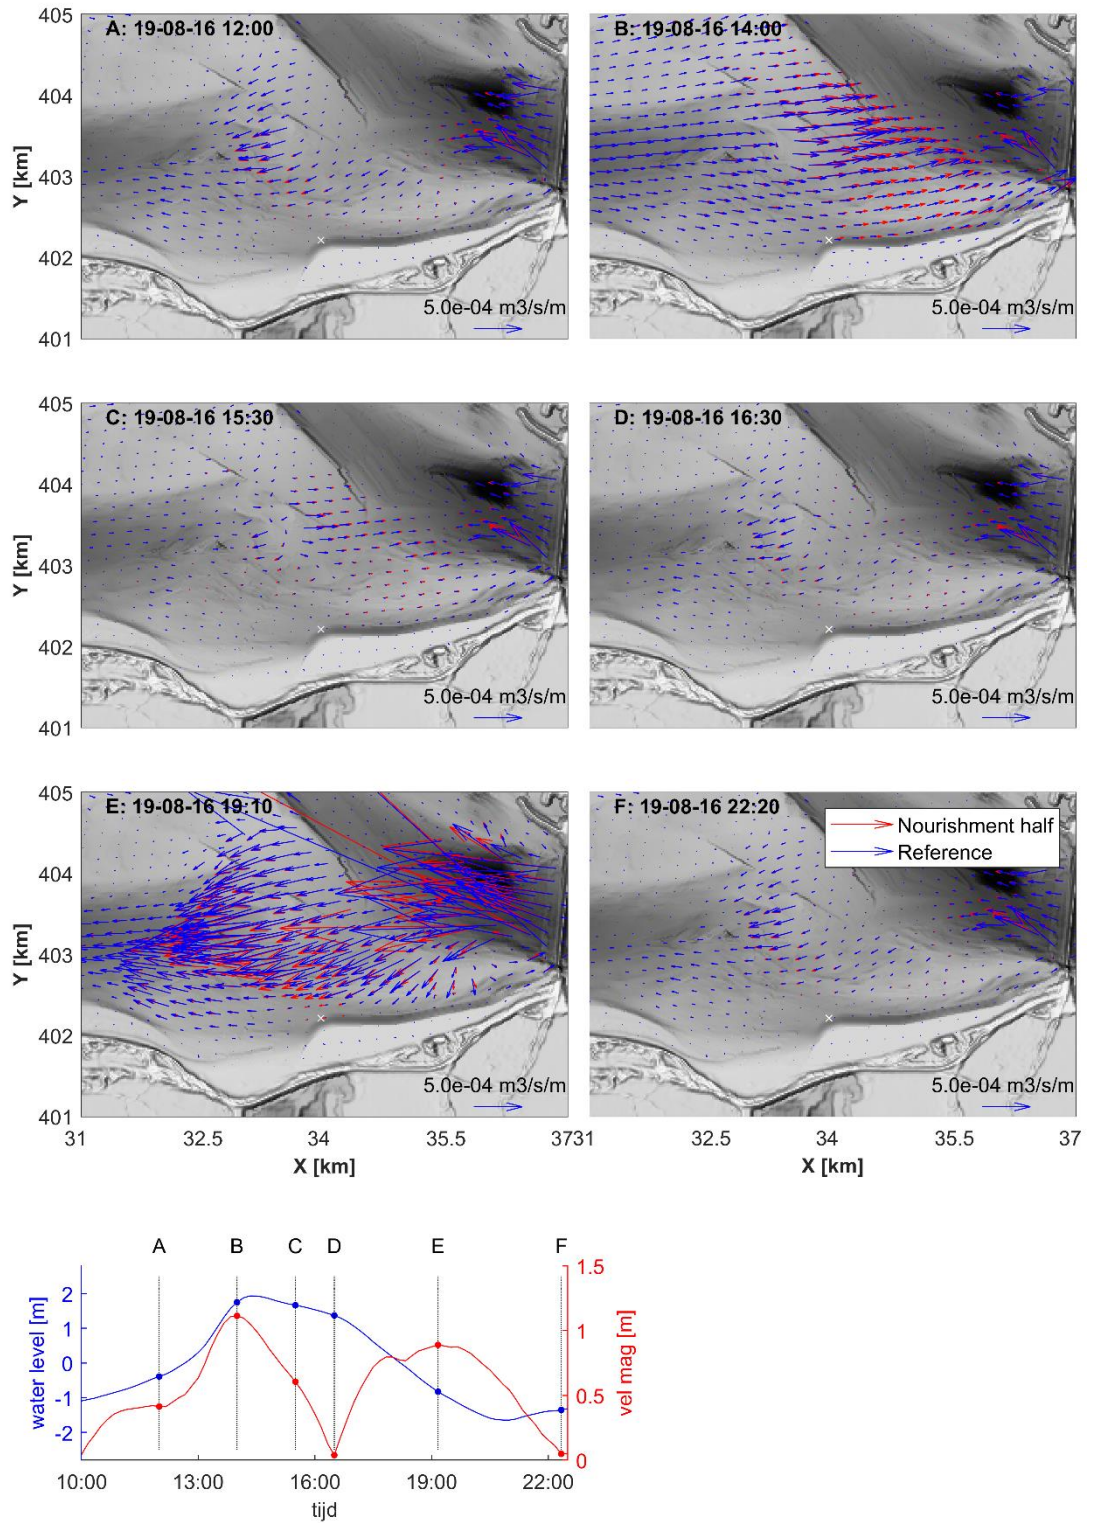 405
A: 19-08-16 12:00
B: 19-08-16 14:00
404
Y [km]
403
402
5.0e-04 m3/s/m
5.0e-04 m3/s/m
401
405
C: 19-08-16 15:30
D: 19-08-16 16:30
404
Y [km]
403
402
5.0e-04 m3/s/m
5.0e-04 m3/s/m
401
405
E: 19-08-16 19:10
F: 19-08-16 22:20
Nourishment half
Reference
404
Y [km]
403
402
5.0e-04 m3/s/m
5.0e-04 m3/s/m
401
31 32.5 34 35.5 37
31 32.5 34 35.5 37
X [km]
X [km]
A B C D E F
water level [m]
2
1
0
-1
-2
1.5
1
0.5
0
vel mag [m]
10:00 13:00 16:00 19:00 22:00
tijd